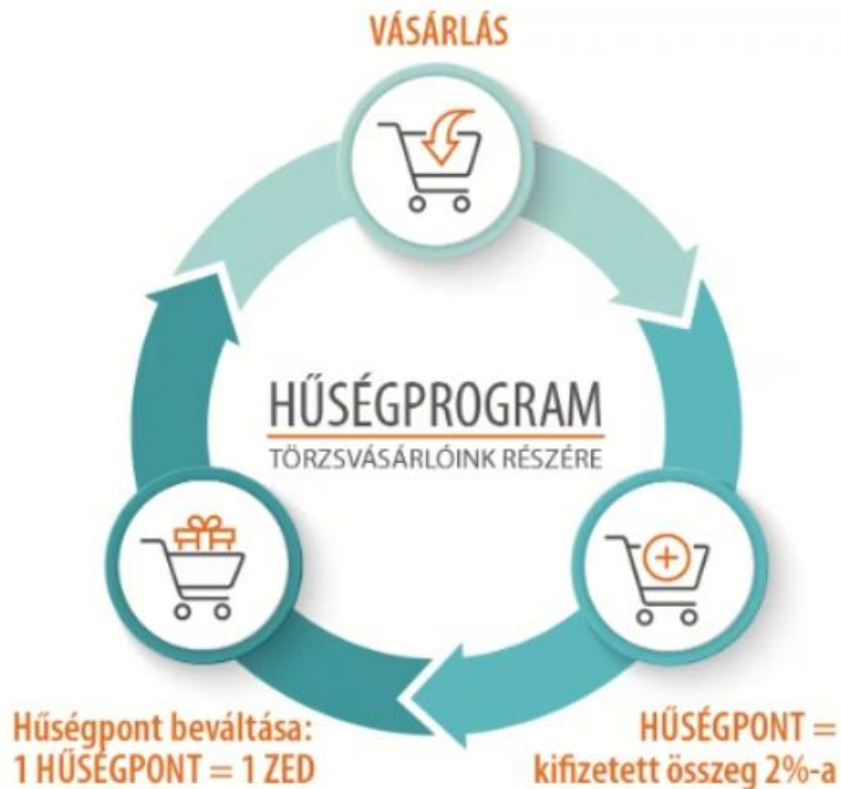 VÁSÁRLÁS
HŰSÉGPROGRAM
TÖRZSVÁSÁRLÓINK RÉSZÉRE
Hűségpont beváltása:
1 HŰSÉGPONT = 1 ZED
HŰSÉGPONT =
kifizetett összeg 2%-a